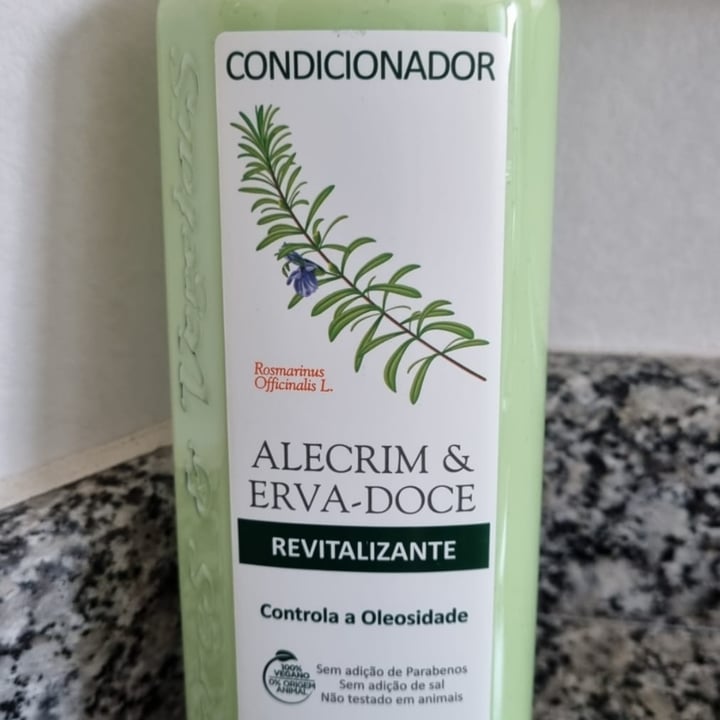 CONDICIONADOR
Rosmarinus
Officinalis L.
ALECRIM &
ERVA-DOCE
REVITALIZANTE
Controla a Oleosidade
100%
VEGANO
0% ORIGEM
ANIMAL
Sem adição de Parabenos
Sem adição de sal
Não testado em animais
& Vegetais